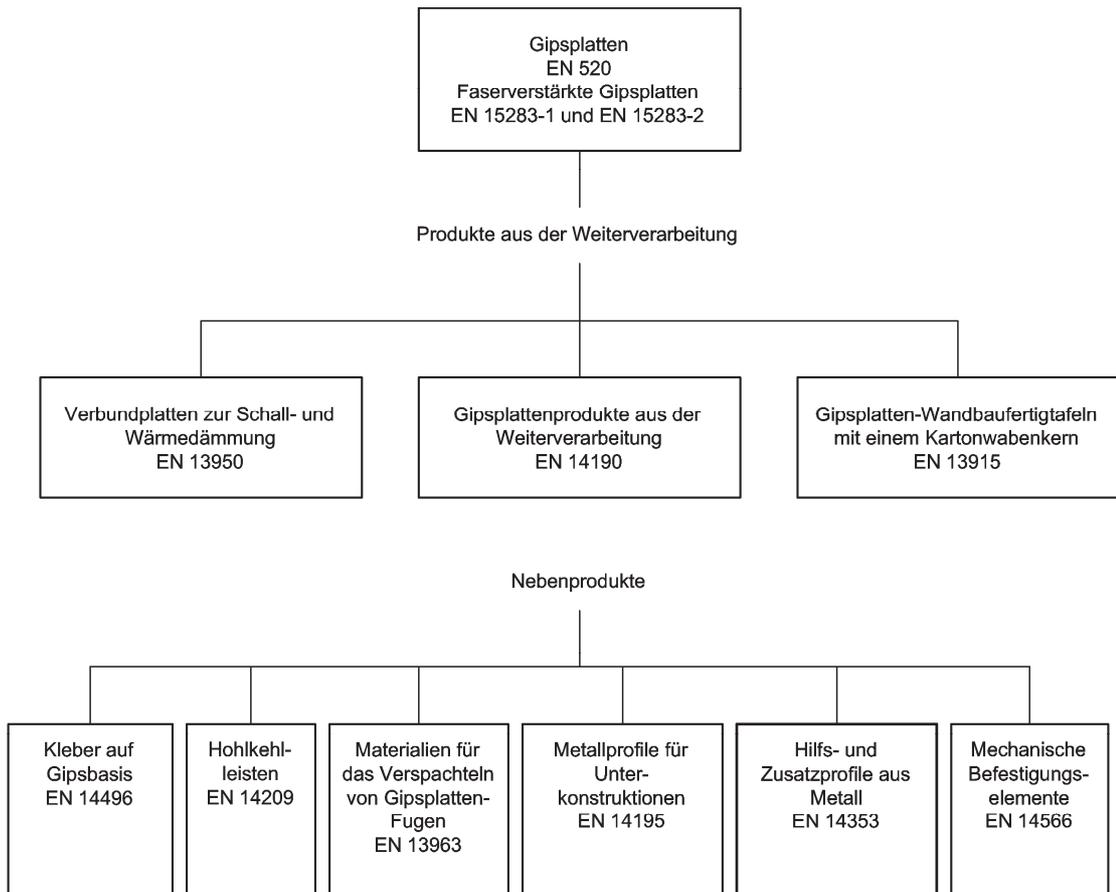 Gipsplatten
EN 520
Faserverstärkte Gipsplatten
EN 15283-1 und EN 15283-2
Produkte aus der Weiterverarbeitung
Verbundplatten zur Schall- und
Wärmedämmung
EN 13950
Gipsplattenprodukte aus der
Weiterverarbeitung
EN 14190
Gipsplatten-Wandbaufertigtafeln
mit einem Kartonwabenkern
EN 13915
Nebenprodukte
Kleber auf
Gipsbasis
EN 14496
Hohlkehl-
leisten
EN 14209
Materialien für
das Verspachteln
von Gipsplatten-
Fugen
EN 13963
Metallprofile für
Unter-
konstruktionen
EN 14195
Hilfs- und
Zusatzprofile aus
Metall
EN 14353
Mechanische
Befestigungs-
elemente
EN 14566